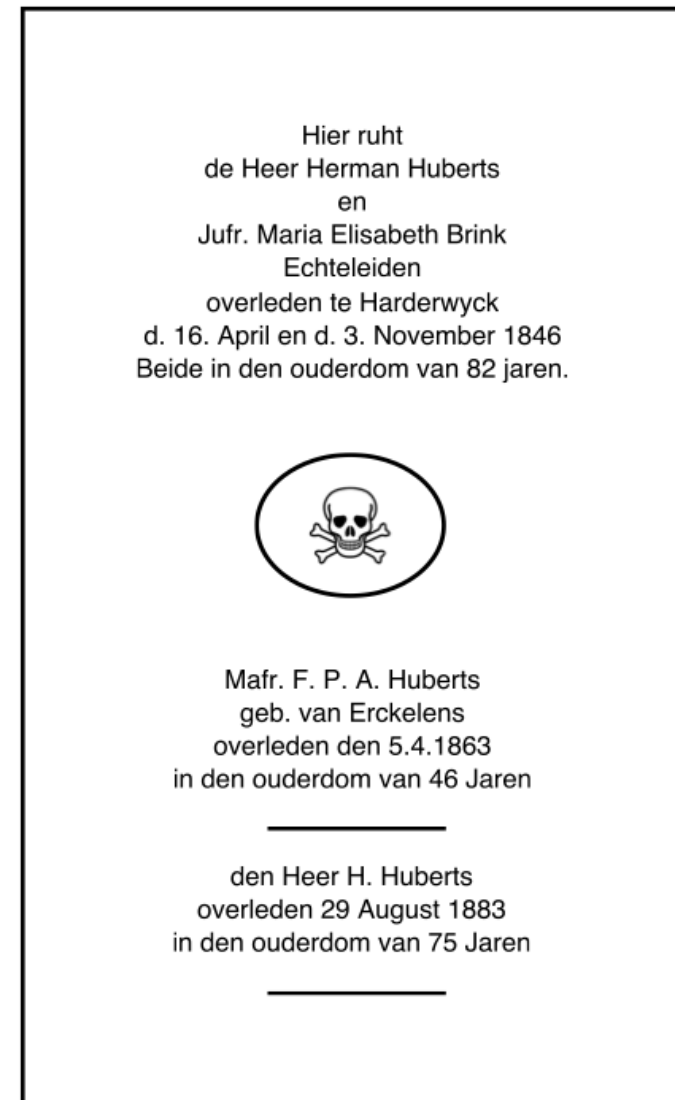 Hier ruht
de Heer Herman Huberts
en
Jufr. Maria Elisabeth Brink
Echteleiden
overleden te Harderwyck
d. 16. April en d. 3. November 1846
Beide in den ouderdom van 82 jaren.
Mafr. F. P. A. Huberts
geb. van Erckelens
overleden den 5.4.1863
in den ouderdom van 46 Jaren
den Heer H. Huberts
overleden 29 August 1883
in den ouderdom van 75 Jaren